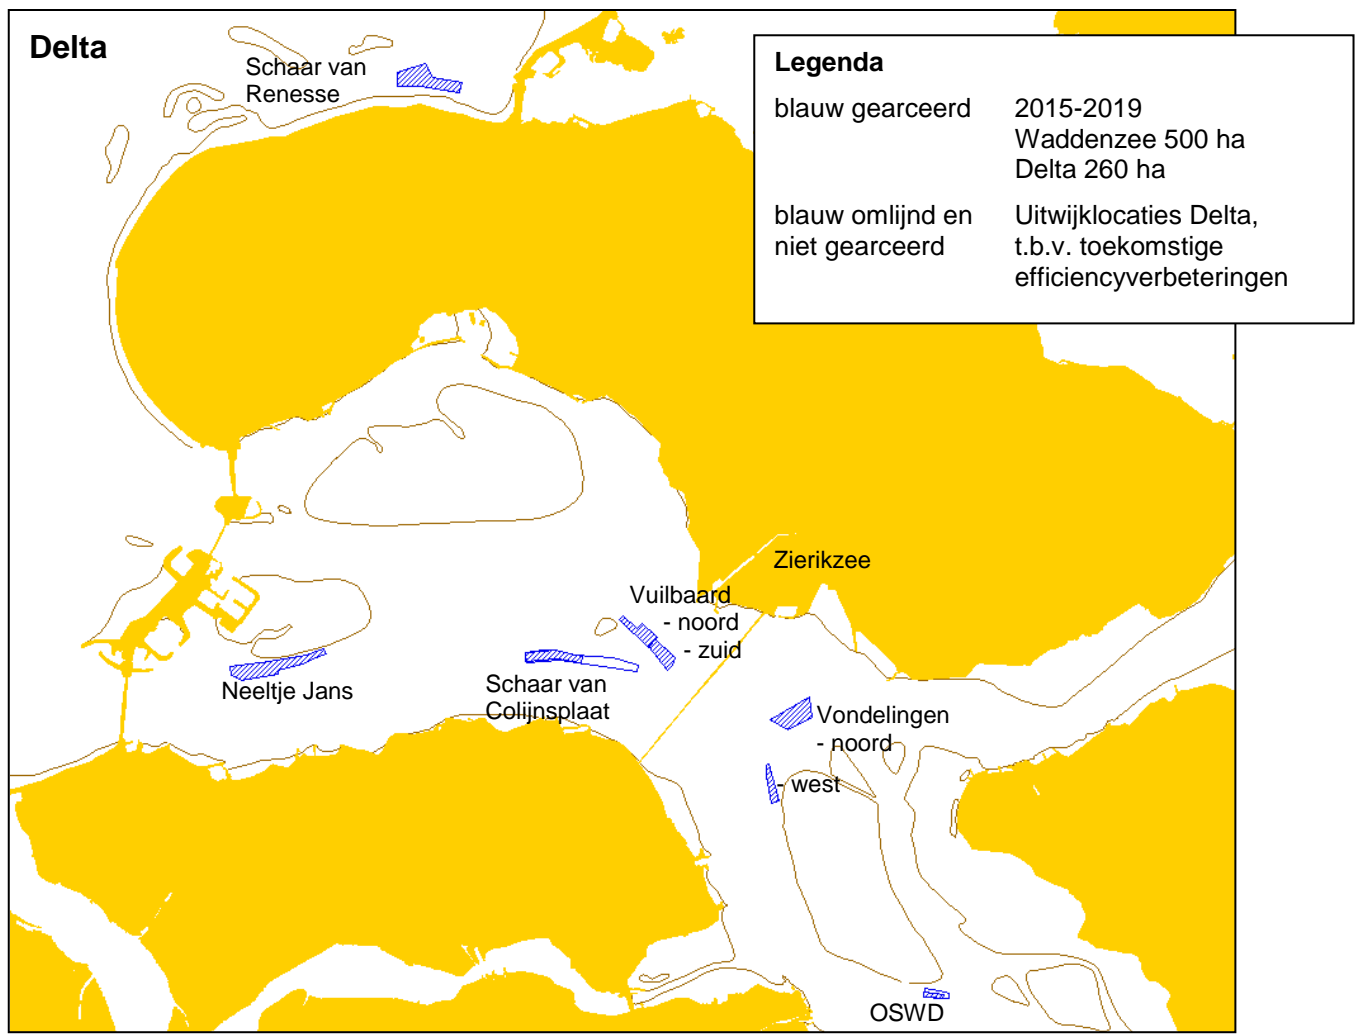 Delta
Schaar van
Renesse
Legenda
blauw gearceerd 2015-2019
Waddenzee 500 ha
Delta 260 ha
blauw omlijnd en Uitwijklocaties Delta,
niet gearceerd t.b.v. toekomstige
efficiencyverbeteringen
Zierikzee
Vuilbaard
- noord
- zuid
Neeltje Jans
Schaar van
Colijnsplaat
Vondelingen
- noord
- west
OSWD